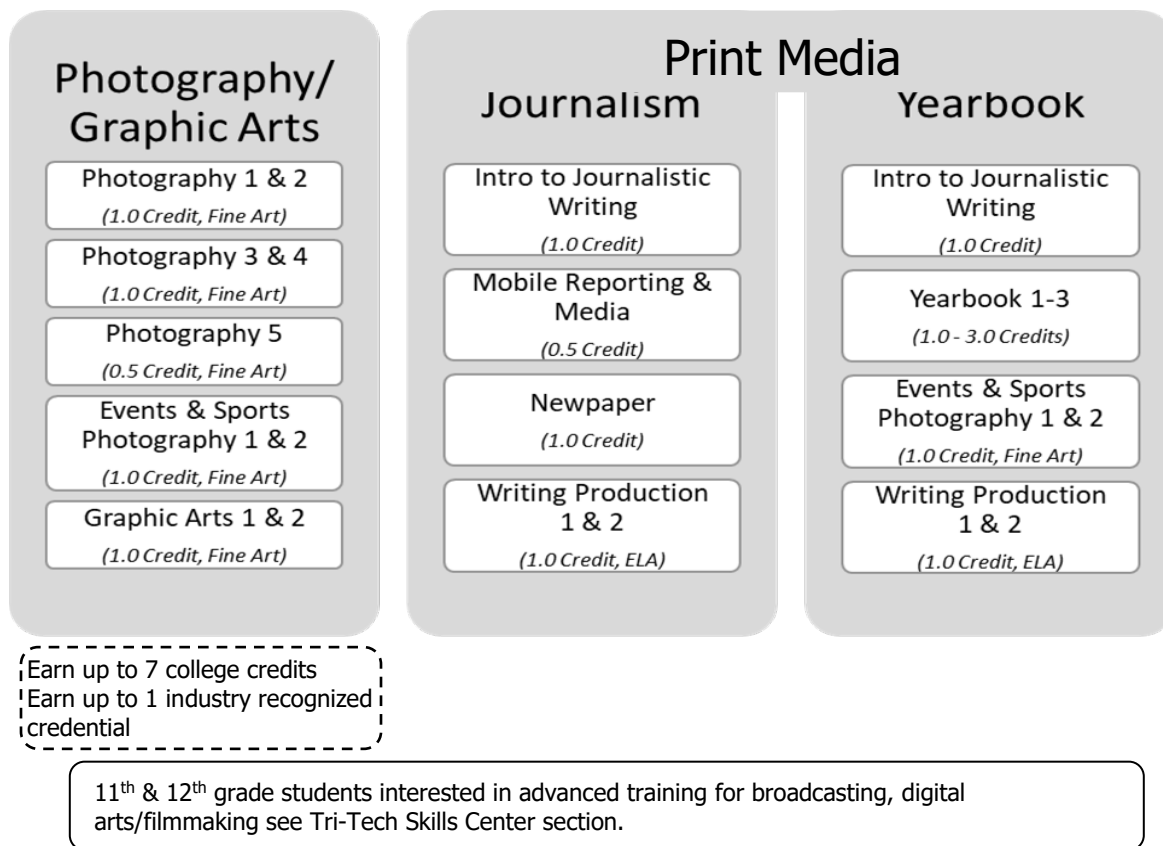 Photography/
Graphic Arts
Photography 1 & 2
(1.0 Credit, Fine Art)
Photography 3 & 4
(1.0 Credit, Fine Art)
Photography 5
(0.5 Credit, Fine Art)
Events & Sports
Photography 1 & 2
(1.0 Credit, Fine Art)
Graphic Arts 1 & 2
(1.0 Credit, Fine Art)
Earn up to 7 college credits
Earn up to 1 industry recognized
credential
Print Media
Journalism
Intro to Journalistic
Writing
(1.0 Credit)
Mobile Reporting &
Media
(0.5 Credit)
Newpaper
(1.0 Credit)
Writing Production
1 & 2
(1.0 Credit, ELA)
Yearbook
Intro to Journalistic
Writing
(1.0 Credit)
Yearbook 1-3
(1.0 - 3.0 Credits)
Events & Sports
Photography 1 & 2
(1.0 Credit, Fine Art)
Writing Production
1 & 2
(1.0 Credit, ELA)
11th & 12th grade students interested in advanced training for broadcasting, digital
arts/filmmaking see Tri-Tech Skills Center section.